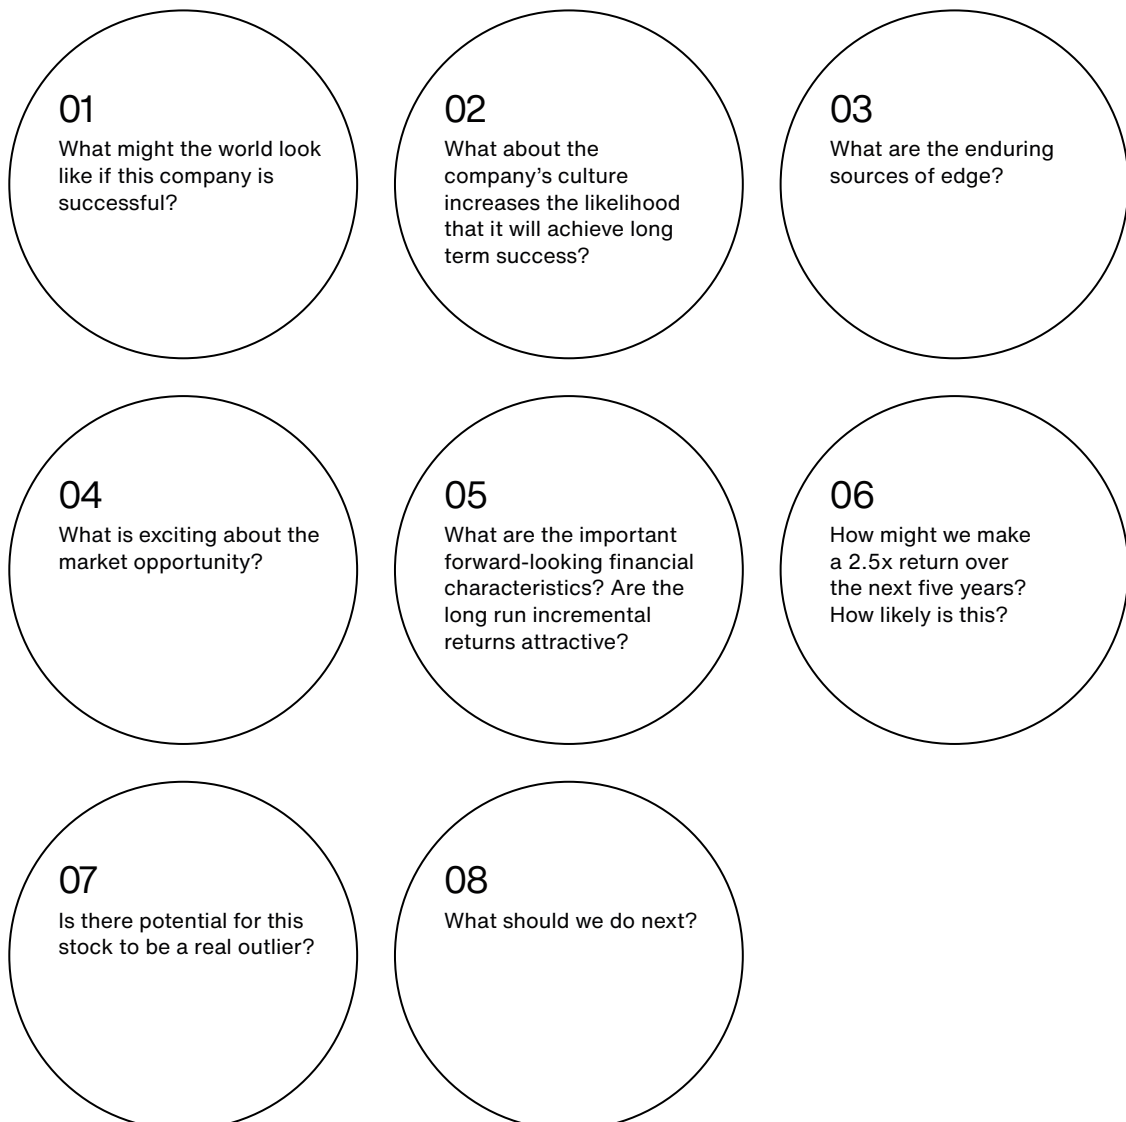 01
What might the world look
like if this company is
successful?
02
What about the
company’s culture
increases the likelihood
that it will achieve long
term success?
03
What are the enduring
sources of edge?
04
What is exciting about the
market opportunity?
05
What are the important
forward-looking financial
characteristics? Are the
long run incremental
returns attractive?
06
How might we make
a 2.5x return over
the next five years?
How likely is this?
07
Is there potential for this
stock to be a real outlier?
08
What should we do next?